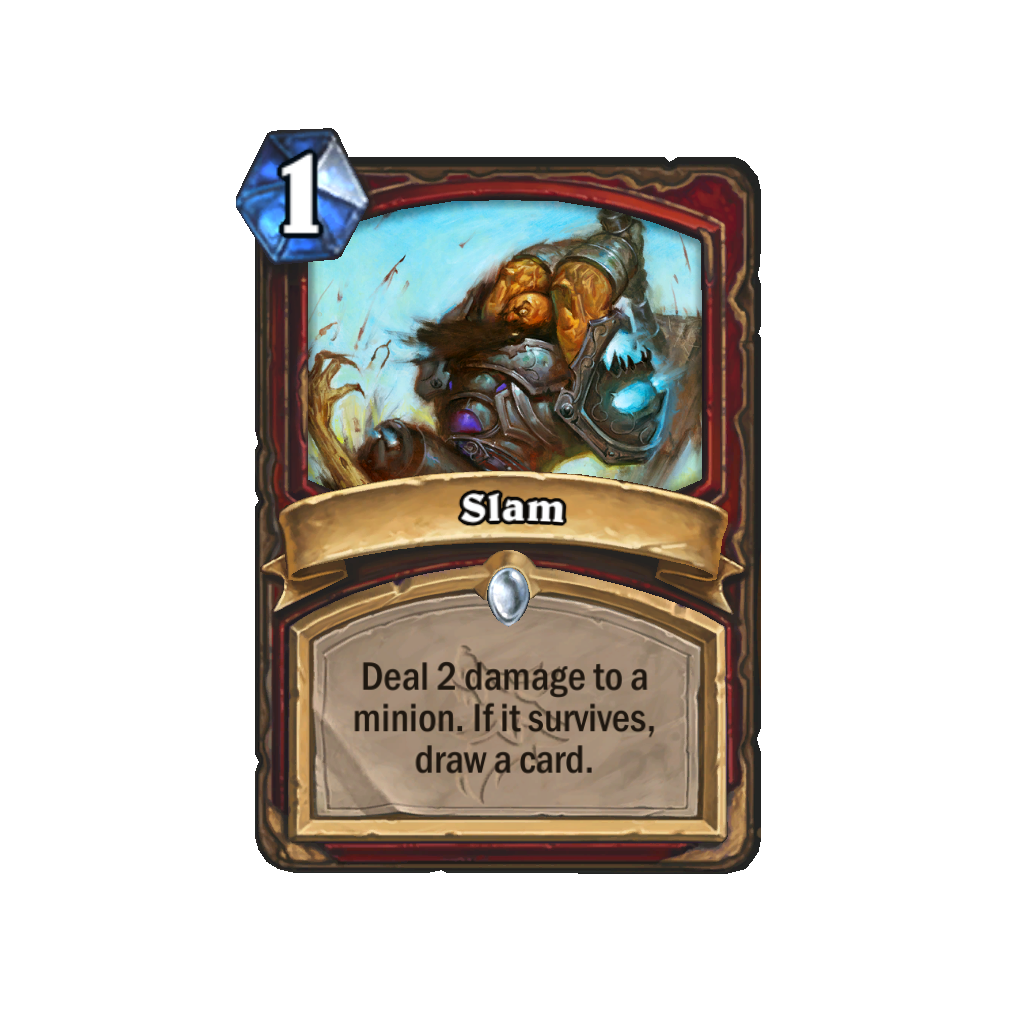 1
Slam
Deal 2 damage to a
minion. If it survives,
draw a card.